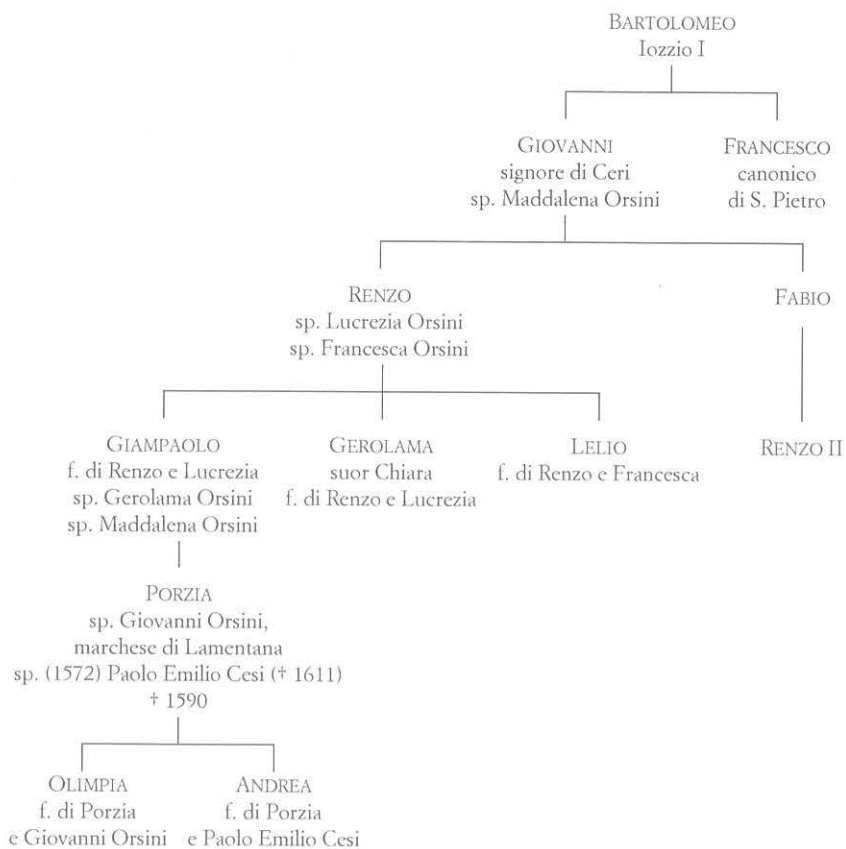 BARTOLOMEO
Iozzio I
GIOVANNI
signore di Ceri
sp. Maddalena Orsini
FRANCESCO
canonico
di S. Pietro
RENZO
sp. Lucrezia Orsini
sp. Francesca Orsini
FABIO
GIAMPAOLO
f. di Renzo e Lucrezia
sp. Gerolama Orsini
sp. Maddalena Orsini
GEROLAMA
suor Chiara
f. di Renzo e Lucrezia
LELIO
f. di Renzo e Francesca
RENZO II
PORZIA
sp. Giovanni Orsini,
marchese di Lamentana
sp. (1572) Paolo Emilio Cesi († 1611)
† 1590
OLIMPIA
f. di Porzia
e Giovanni Orsini
ANDREA
f. di Porzia
e Paolo Emilio Cesi